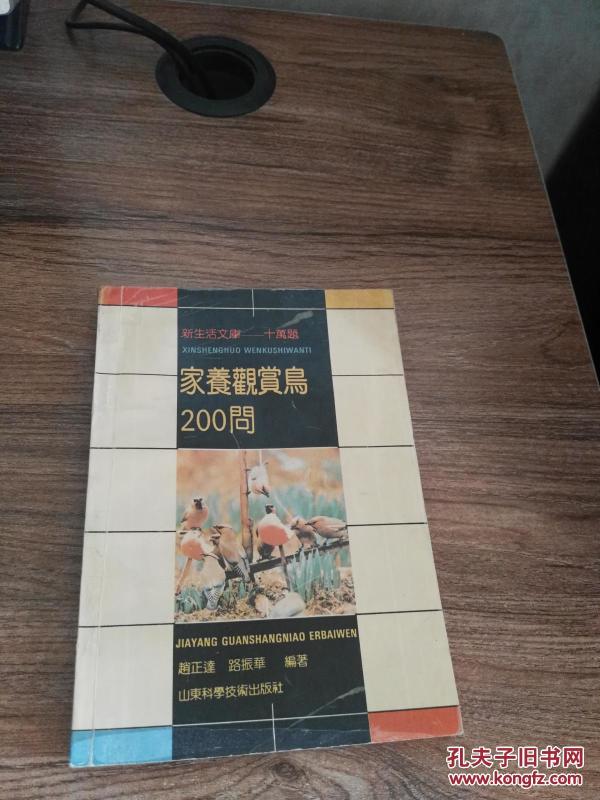 新生活文庫——十萬題
XINSHENGHUO WENKUSHIWANTI
家養觀賞鳥
200問
JIAYANG GUANSHANGNIAO ERBAIWEN
趙正達 路振華 編著
山東科學技術出版社
孔夫子旧书网
www.kongfz.com